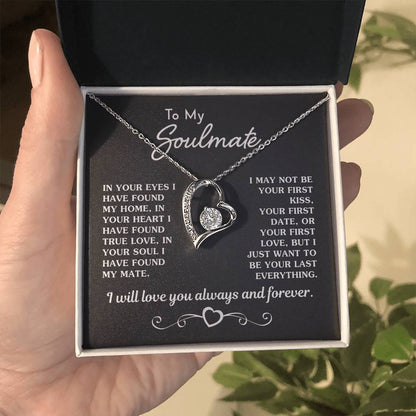 To My
Soulmate
IN YOUR EYES I
HAVE FOUND
MY HOME, IN
YOUR HEART I
HAVE FOUND
TRUE LOVE, IN
YOUR SOUL I
HAVE FOUND
MY MATE.
I MAY NOT BE
YOUR FIRST
KISS,
YOUR FIRST
DATE, OR
YOUR FIRST
LOVE, BUT I
JUST WANT TO
BE YOUR LAST
EVERYTHING.
I will love you always and forever.